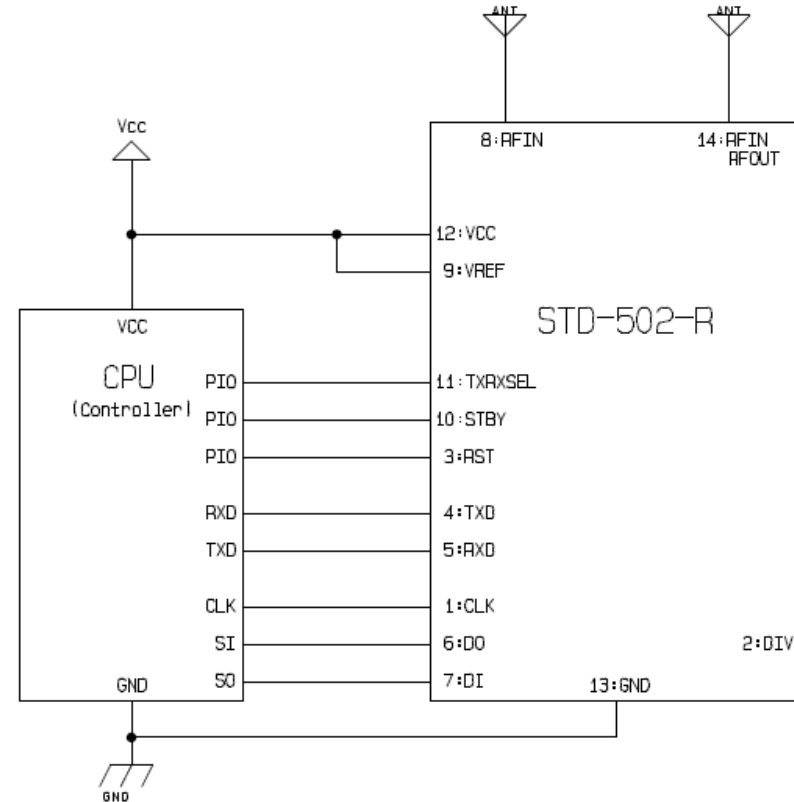 ANT
ANT
8:RFIN
14:RFIN
RFOUT
Vcc
12:VCC
9:VREF
STD-502-R
VCC
CPU
(Controller)
PIO
11:TXRXSEL
PIO
10:STBY
PIO
3:RST
RXD
4:TXD
TXD
5:RXD
CLK
1:CLK
SI
6:DO
2:DIV
SO
7:DI
GND
13:GND
GND